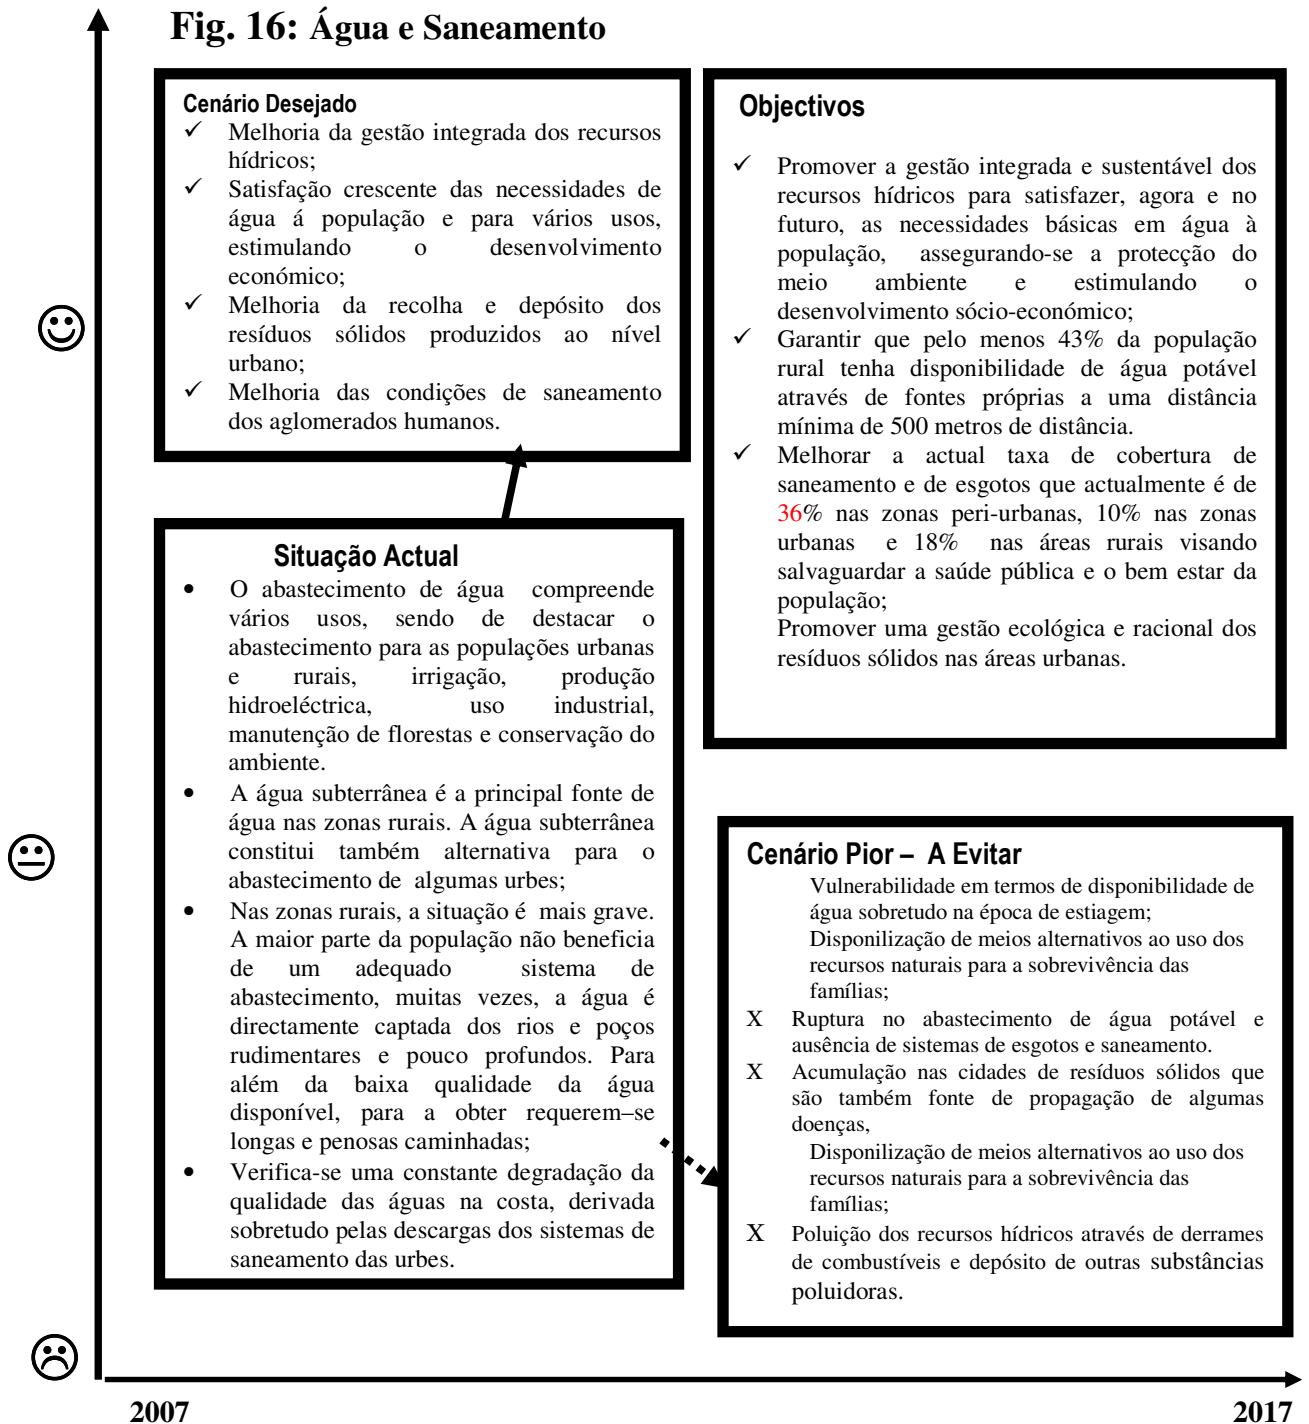 Fig. 16: Água e Saneamento
Cenário Desejado
✓ Melhoria da gestão integrada dos recursos
hídricos;
✓ Satisfação crescente das necessidades de
água á população e para vários usos,
estimulando o desenvolvimento
económico;
✓ Melhoria da recolha e depósito dos
resíduos sólidos produzidos ao nível
urbano;
✓ Melhoria das condições de saneamento
dos aglomerados humanos.
Objectivos
✓ Promover a gestão integrada e sustentável dos
recursos hídricos para satisfazer, agora e no
futuro, as necessidades básicas em água à
população, assegurando-se a protecção do
meio ambiente e estimulando o
desenvolvimento sócio-económico;
✓ Garantir que pelo menos 43% da população
rural tenha disponibilidade de água potável
através de fontes próprias a uma distância
mínima de 500 metros de distância.
✓ Melhorar a actual taxa de cobertura de
saneamento e de esgotos que actualmente é de
36% nas zonas peri-urbanas, 10% nas zonas
urbanas e 18% nas áreas rurais visando
salvaguardar a saúde pública e o bem estar da
população;
Promover uma gestão ecológica e racional dos
resíduos sólidos nas áreas urbanas.
Situação Actual
• O abastecimento de água compreende
vários usos, sendo de destacar o
abastecimento para as populações urbanas
e rurais, irrigação, produção
hidroeléctrica, uso industrial,
manutenção de florestas e conservação do
ambiente.
• A água subterrânea é a principal fonte de
água nas zonas rurais. A água subterrânea
constitui também alternativa para o
abastecimento de algumas urbes;
• Nas zonas rurais, a situação é mais grave.
A maior parte da população não beneficia
de um adequado sistema de
abastecimento, muitas vezes, a água é
directamente captada dos rios e poços
rudimentares e pouco profundos. Para
além da baixa qualidade da água
disponível, para a obter requerem–se
longas e penosas caminhadas;
• Verifica-se uma constante degradação da
qualidade das águas na costa, derivada
sobretudo pelas descargas dos sistemas de
saneamento das urbes.
Cenário Pior – A Evitar
Vulnerabilidade em termos de disponibilidade de
água sobretudo na época de estiagem;
Disponilização de meios alternativos ao uso dos
recursos naturais para a sobrevivência das
famílias;
X Ruptura no abastecimento de água potável e
ausência de sistemas de esgotos e saneamento.
X Acumulação nas cidades de resíduos sólidos que
são também fonte de propagação de algumas
doenças,
Disponilização de meios alternativos ao uso dos
recursos naturais para a sobrevivência das
famílias;
X Poluição dos recursos hídricos através de derrames
de combustíveis e depósito de outras substâncias
poluidoras.
2007
2017